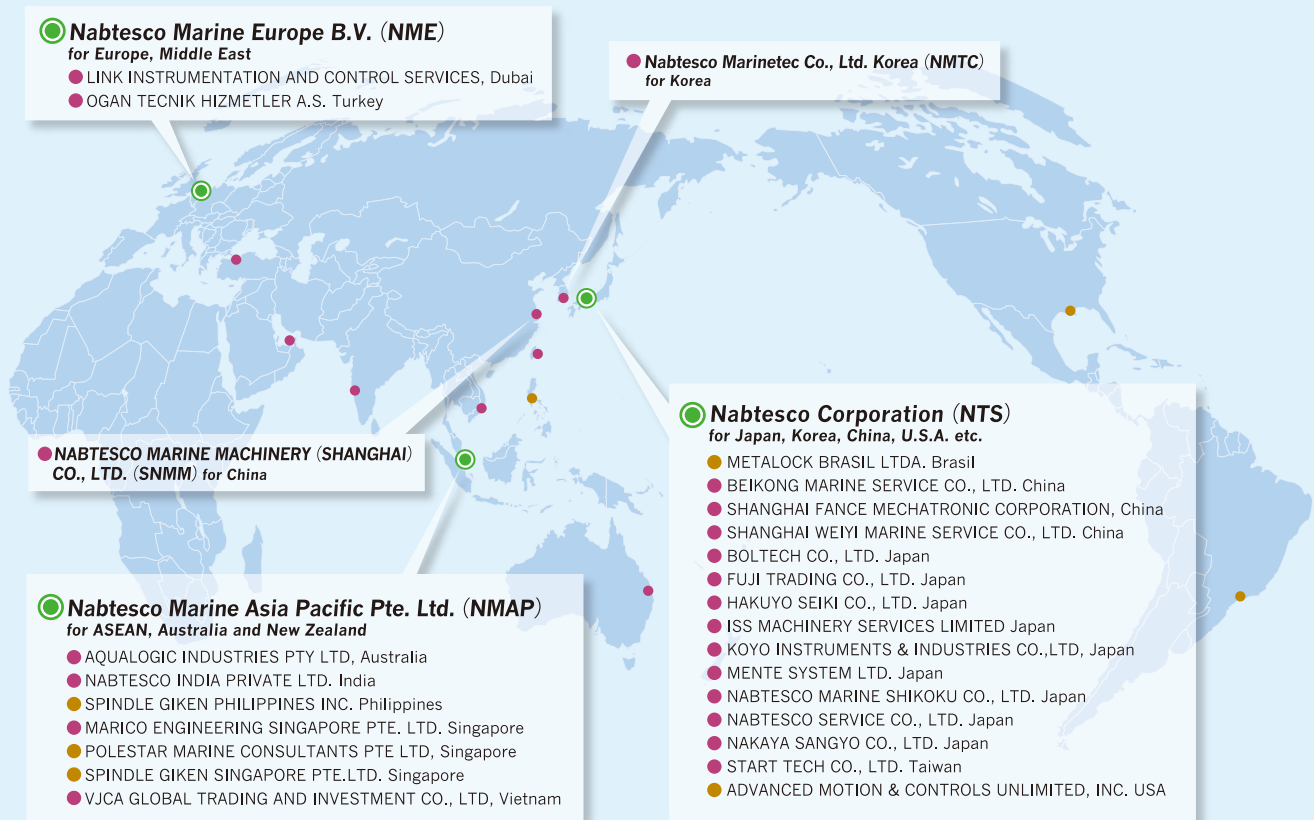 Nabtesco Marine Europe B.V. (NME)
for Europe, Middle East
LINK INSTRUMENTATION AND CONTROL SERVICES, Dubai
OGAN TECNIK HIZMETLER A.S. Turkey
Nabtesco Marinetec Co., Ltd. Korea (NMTC)
for Korea
NABTESCO MARINE MACHINERY (SHANGHAI)
CO., LTD. (SNMM) for China
Nabtesco Marine Asia Pacific Pte. Ltd. (NMAP)
for ASEAN, Australia and New Zealand
AQUALOGIC INDUSTRIES PTY LTD, Australia
NABTESCO INDIA PRIVATE LTD. India
SPINDLE GIKEN PHILIPPINES INC. Philippines
MARICO ENGINEERING SINGAPORE PTE. LTD. Singapore
POLESTAR MARINE CONSULTANTS PTE LTD, Singapore
SPINDLE GIKEN SINGAPORE PTE.LTD. Singapore
VJCA GLOBAL TRADING AND INVESTMENT CO., LTD, Vietnam
Nabtesco Corporation (NTS)
for Japan, Korea, China, U.S.A. etc.
METALOCK BRASIL LTDA. Brasil
BEIKONG MARINE SERVICE CO., LTD. China
SHANGHAI FANCE MECHATRONIC CORPORATION, China
SHANGHAI WEIYI MARINE SERVICE CO., LTD. China
BOLTECH CO., LTD. Japan
FUJI TRADING CO., LTD. Japan
HAKUYO SEIKI CO., LTD. Japan
ISS MACHINERY SERVICES LIMITED Japan
KOYO INSTRUMENTS & INDUSTRIES CO.,LTD, Japan
MENTE SYSTEM LTD. Japan
NABTESCO MARINE SHIKOKU CO., LTD. Japan
NABTESCO SERVICE CO., LTD. Japan
NAKAYA SANGYO CO., LTD. Japan
START TECH CO., LTD. Taiwan
ADVANCED MOTION & CONTROLS UNLIMITED, INC. USA